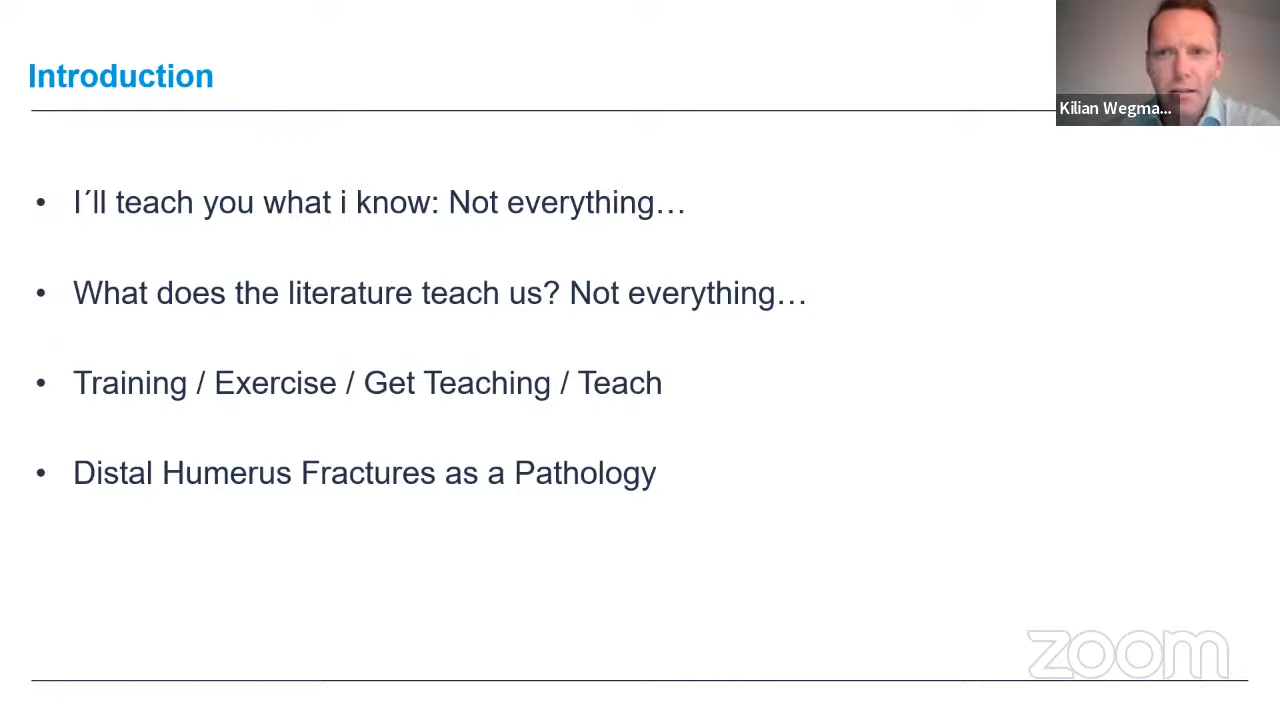 Introduction
Kilian Wegma...
• I´ll teach you what i know: Not everything…
• What does the literature teach us? Not everything…
• Training / Exercise / Get Teaching / Teach
• Distal Humerus Fractures as a Pathology
zoom